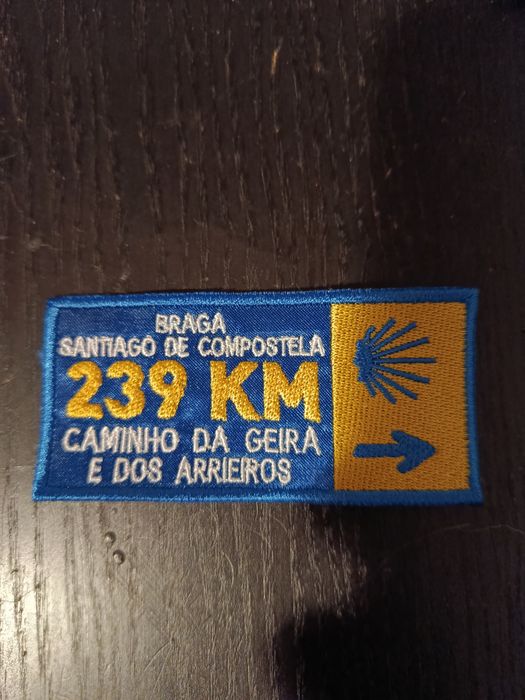 BRAGA
SANTIAGO DE COMPOSTELA
239 KM
CAMINHO DA GEIRA
E DOS ARRIEIROS